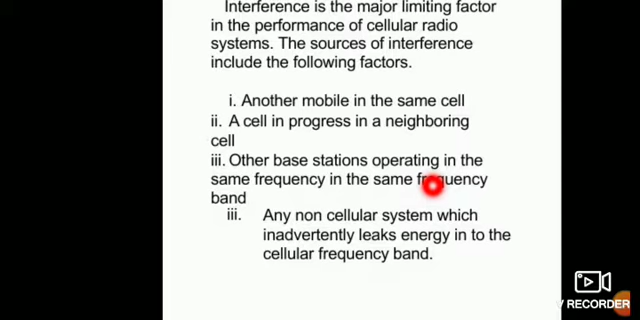 Interference is the major limiting factor
in the performance of cellular radio
systems. The sources of interference
include the following factors.
i. Another mobile in the same cell
ii. A cell in progress in a neighboring
cell
iii. Other base stations operating in the
same frequency in the same frequency
band
iii. Any non cellular system which
inadvertently leaks energy in to the
cellular frequency band.
V RECORDER